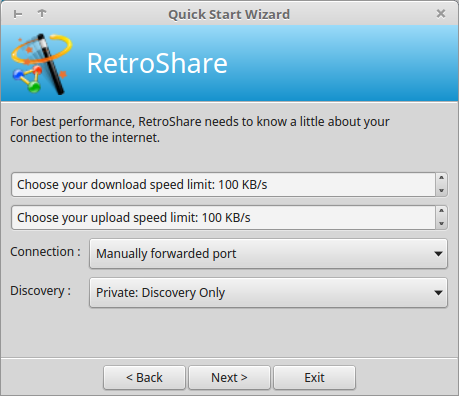 Quick Start Wizard
RetroShare
For best performance, RetroShare needs to know a little about your
connection to the internet.
Choose your download speed limit: 100 KB/s
Choose your upload speed limit: 100 KB/s
Connection : Manually forwarded port
Discovery : Private: Discovery Only
< Back Next > Exit